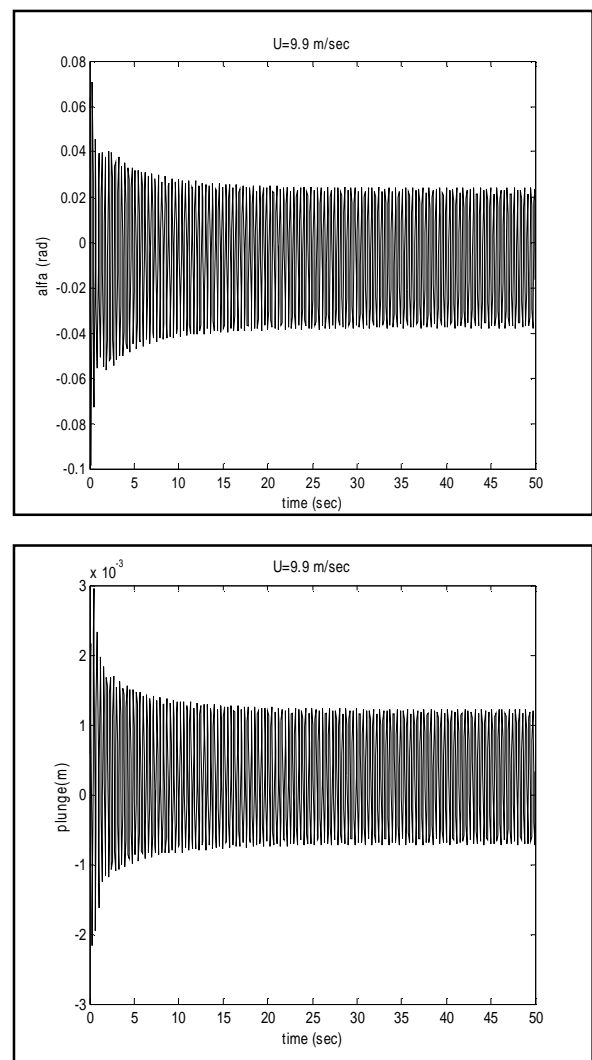 U=9.9 m/sec
0.08
0.06
0.04
0.02
0
-0.02
-0.04
-0.06
-0.08
-0.1
alfa (rad)
0 5 10 15 20 25 30 35 40 45 50
time (sec)
x 10-3
U=9.9 m/sec
3
2
1
0
-1
-2
-3
plunge(m)
0 5 10 15 20 25 30 35 40 45 50
time (sec)